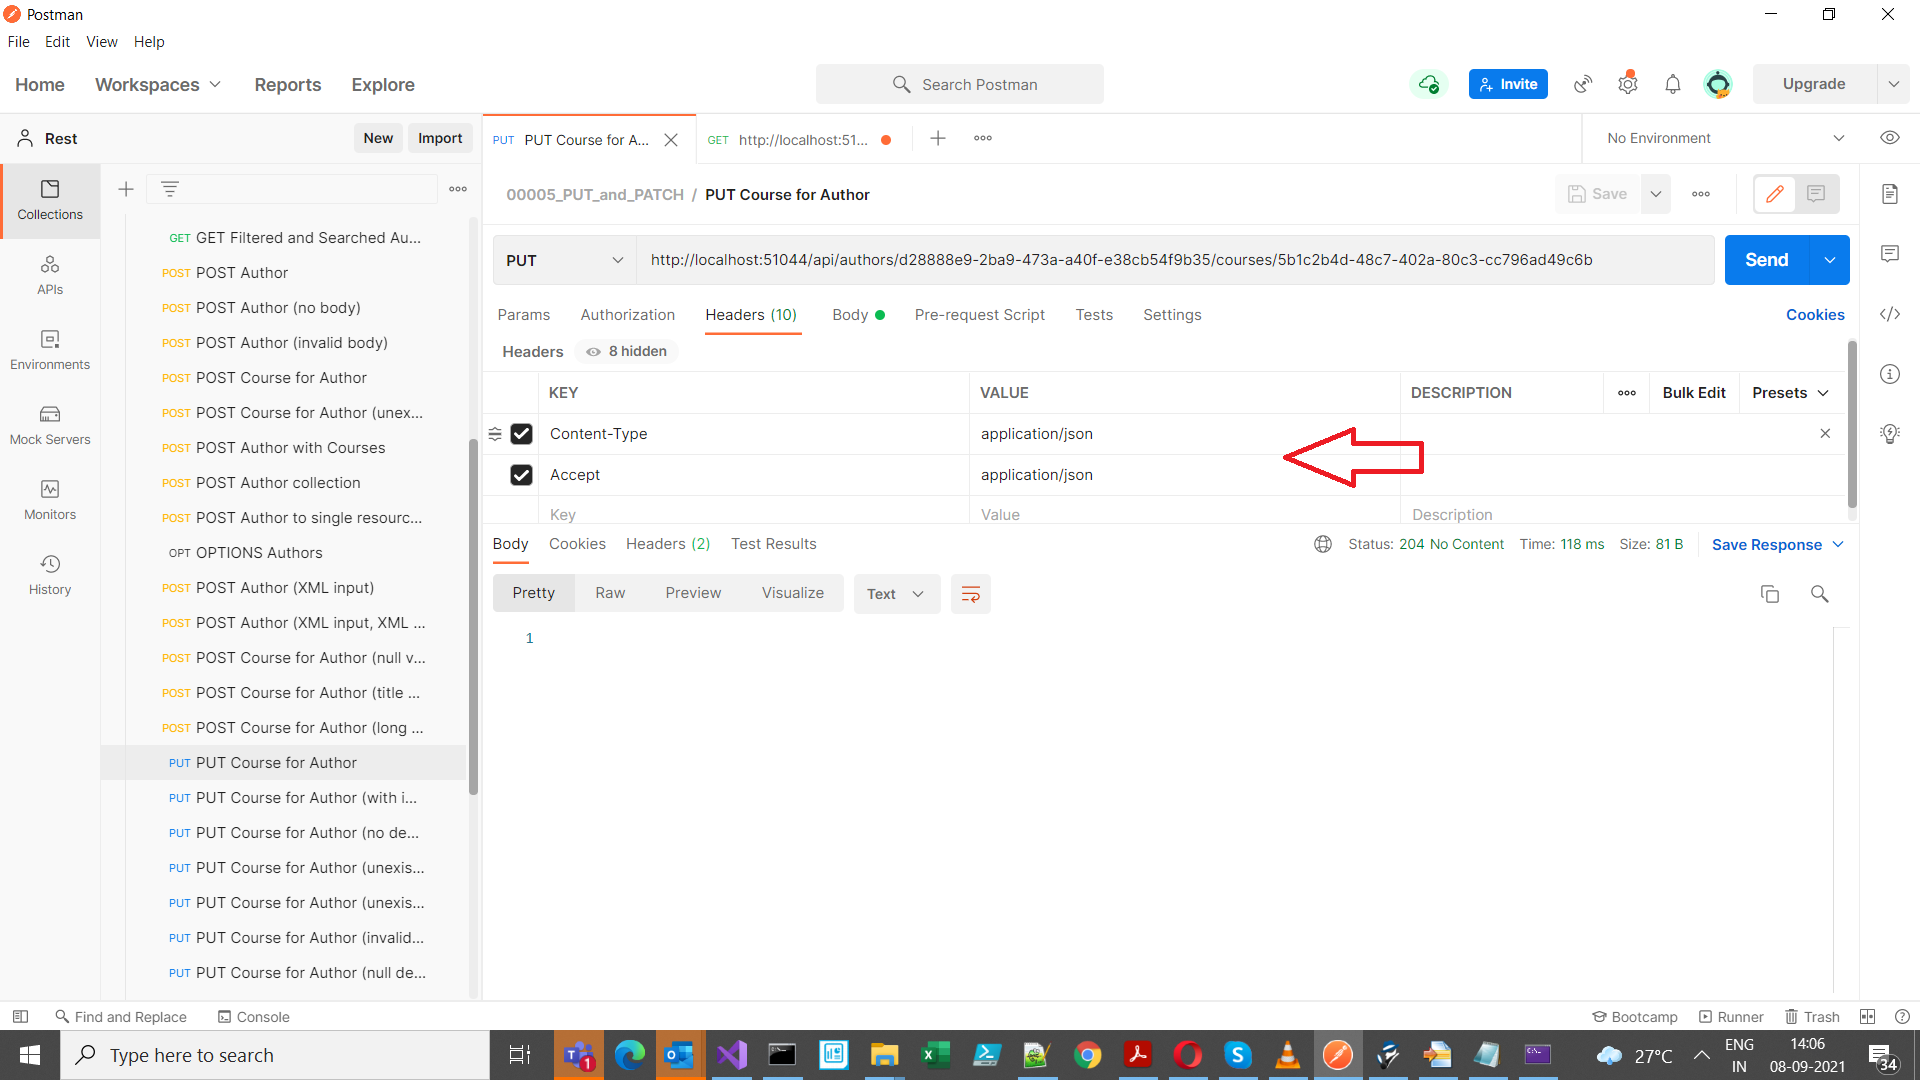 Postman
File Edit View Help
Home Workspaces Reports Explore
Search Postman
Invite
Upgrade
Rest
New Import
PUT PUT Course for A...
GET http://localhost:51...
No Environment
Collections
APIs
Environments
Mock Servers
Monitors
History
GET GET Filtered and Searched Au...
POST POST Author
POST POST Author (no body)
POST POST Author (invalid body)
POST POST Course for Author
POST POST Course for Author (unex...
POST POST Author with Courses
POST POST Author collection
POST POST Author to single resourc...
OPT OPTIONS Authors
POST POST Author (XML input)
POST POST Author (XML input, XML ...
POST POST Course for Author (null v...
POST POST Course for Author (title ...
POST POST Course for Author (long ...
PUT PUT Course for Author
PUT PUT Course for Author (with i...
PUT PUT Course for Author (no de...
PUT PUT Course for Author (unexis...
PUT PUT Course for Author (unexis...
PUT PUT Course for Author (invalid...
PUT PUT Course for Author (null de...
00005_PUT_and_PATCH / PUT Course for Author
Save
PUT http://localhost:51044/api/authors/d28888e9-2ba9-473a-a40f-e38cb54f9b35/courses/5b1c2b4d-48c7-402a-80c3-cc796ad49c6b
Send
Params Authorization Headers (10) Body Pre-request Script Tests Settings Cookies
Headers 8 hidden
KEY VALUE DESCRIPTION Bulk Edit Presets
Content-Type application/json
Accept application/json
Key Value Description
Body Cookies Headers (2) Test Results
Status: 204 No Content Time: 118 ms Size: 81 B Save Response
Pretty Raw Preview Visualize Text
1
Find and Replace Console
Bootcamp Runner Trash
Type here to search
1
27°C
ENG
IN
14:06
08-09-2021
34